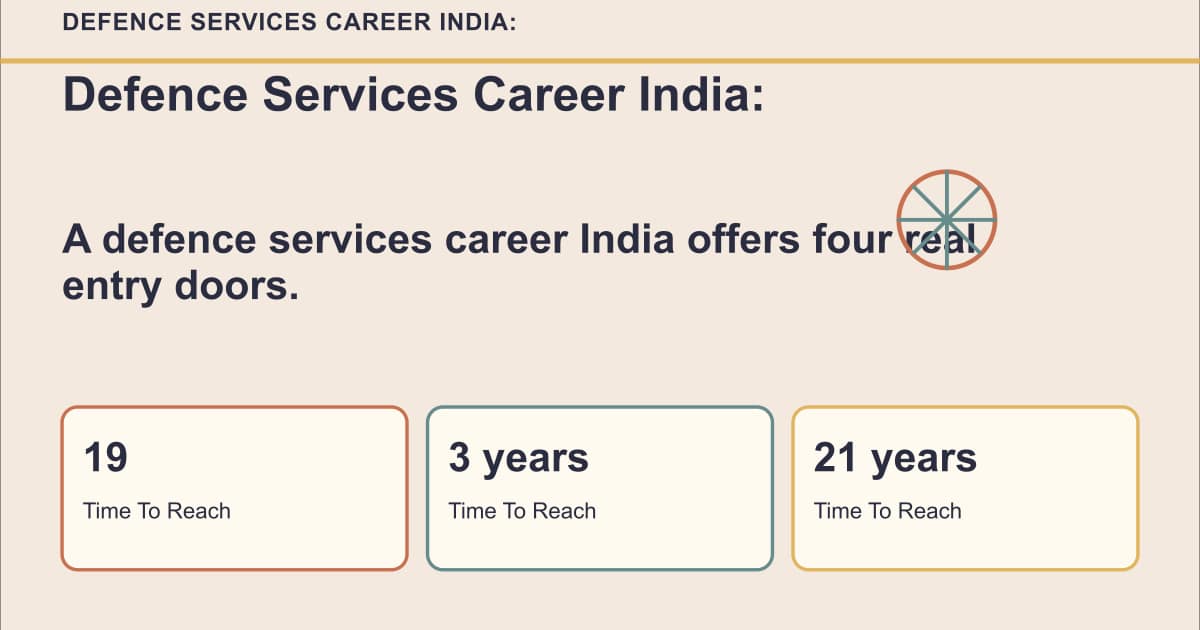 DEFENCE SERVICES CAREER INDIA:
Defence Services Career India:
A defence services career India offers four real
entry doors.
19
Time To Reach
3 years
Time To Reach
21 years
Time To Reach